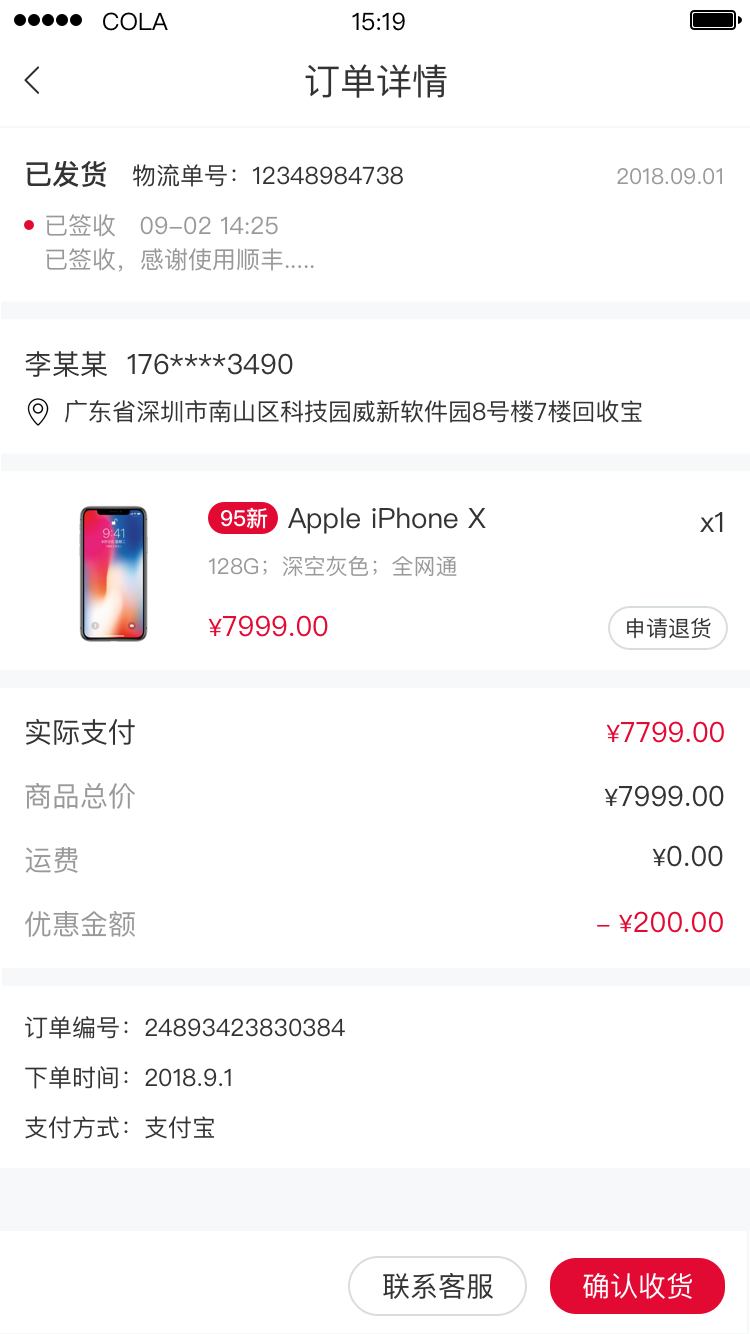 COLA 15:19
订单详情
已发货 物流单号：12348984738 2018.09.01
已签收 09-02 14:25
已签收，感谢使用顺丰.....
李某某 176****3490
广东省深圳市南山区科技园威新软件园8号楼7楼回收宝
95新 Apple iPhone X x1
9:41
128G；深空灰色；全网通
¥7999.00 申请退货
实际支付 ¥7799.00
商品总价 ¥7999.00
运费 ¥0.00
优惠金额 - ¥200.00
订单编号：24893423830384
下单时间：2018.9.1
支付方式：支付宝
联系客服 确认收货